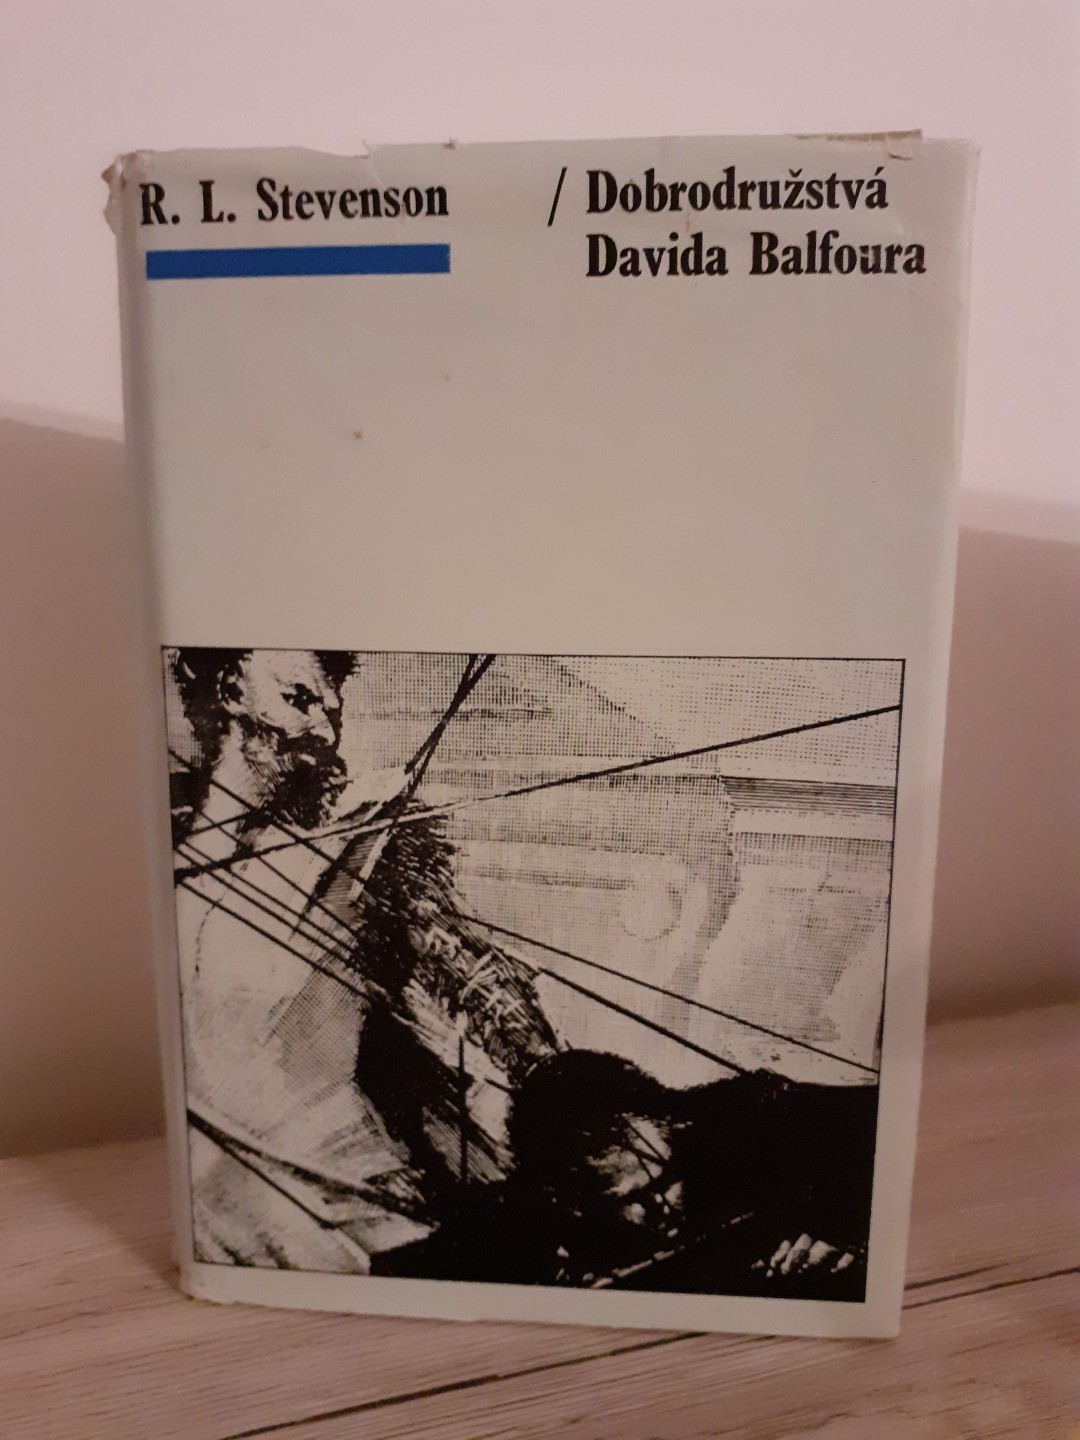 R. L. Stevenson / Dobrodružstvá
Davida Balfoura